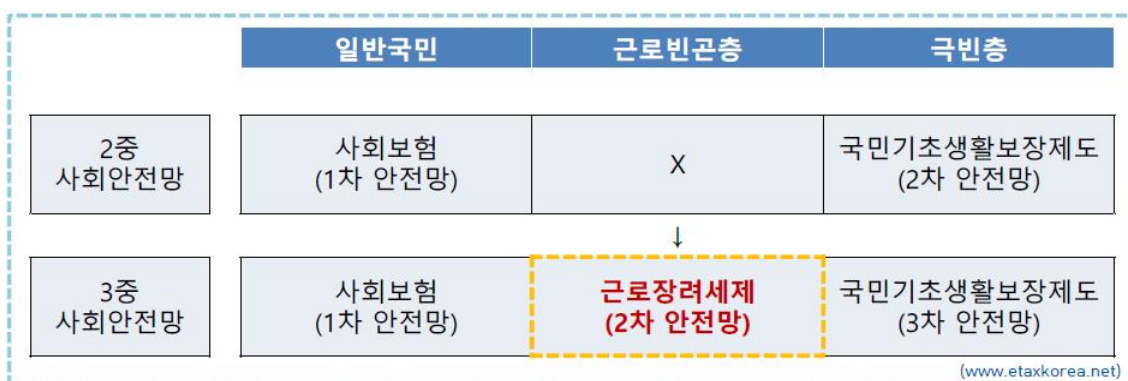 일반국민 근로빈곤층 극빈층
2중
사회안전망
사회보험
(1차 안전망)
X
국민기초생활보장제도
(2차 안전망)
↓
3중
사회안전망
사회보험
(1차 안전망)
근로장려세제
(2차 안전망)
국민기초생활보장제도
(3차 안전망)
(www.etaxkorea.net)